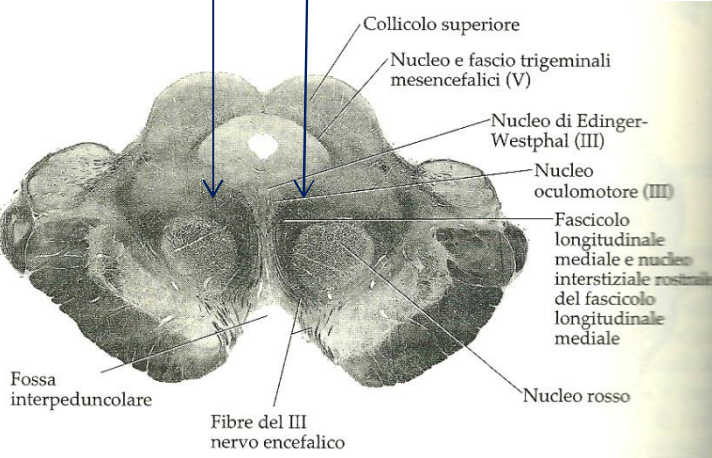 Collicolo superiore
Nucleo e fascio trigeminali
mesencefalici (V)
Nucleo di Edinger-
Westphal (III)
Nucleo
oculomotore (III)
Fascicolo
longitudinale
mediale e nucleo
interstiziale rostrale
del fascicolo
longitudinale
mediale
Nucleo rosso
Fossa
interpeduncolare
Fibre del III
nervo encefalico